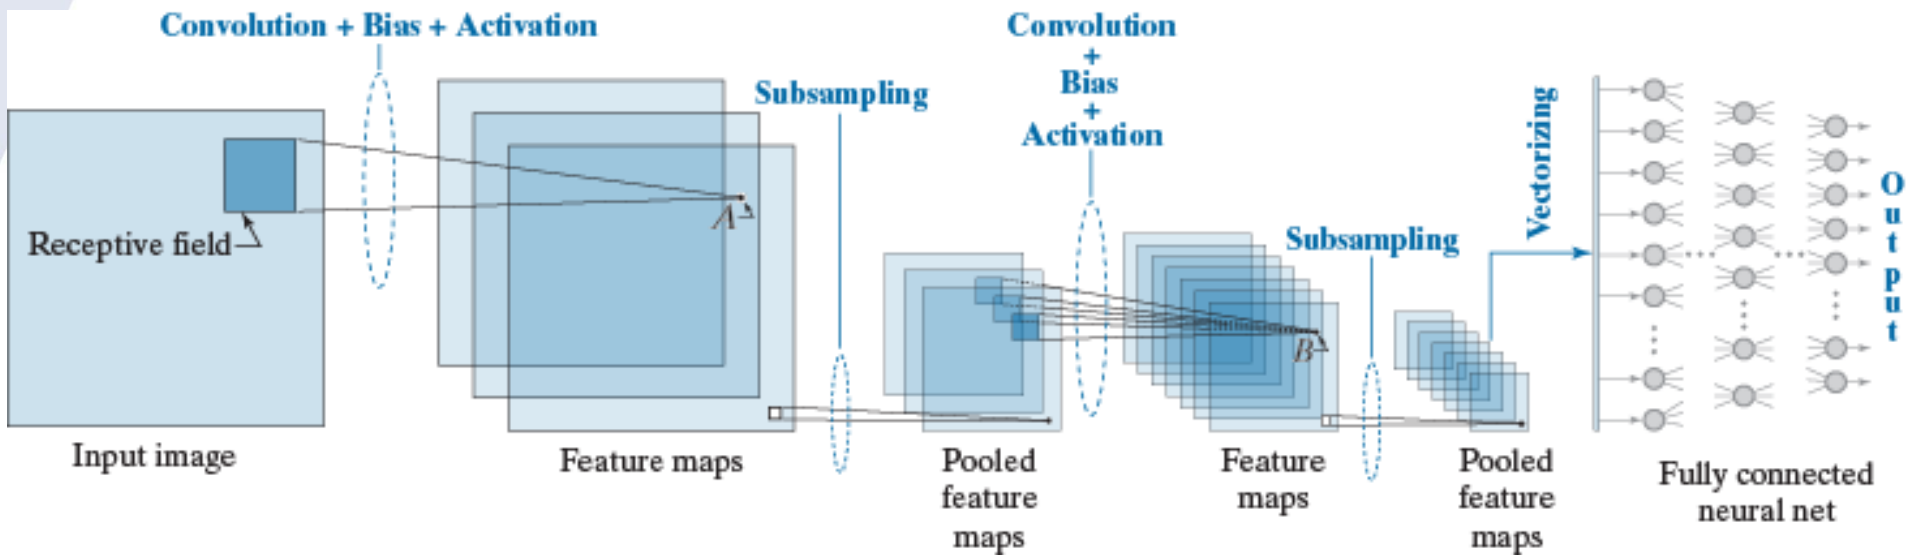 Convolution + Bias + Activation
Subsampling
Convolution
+
Bias
+
Activation
Subsampling
Vectorizing
Output
Receptive field
A
B
Input image
Feature maps
Pooled
feature
maps
Feature
maps
Pooled
feature
maps
Fully connected
neural net